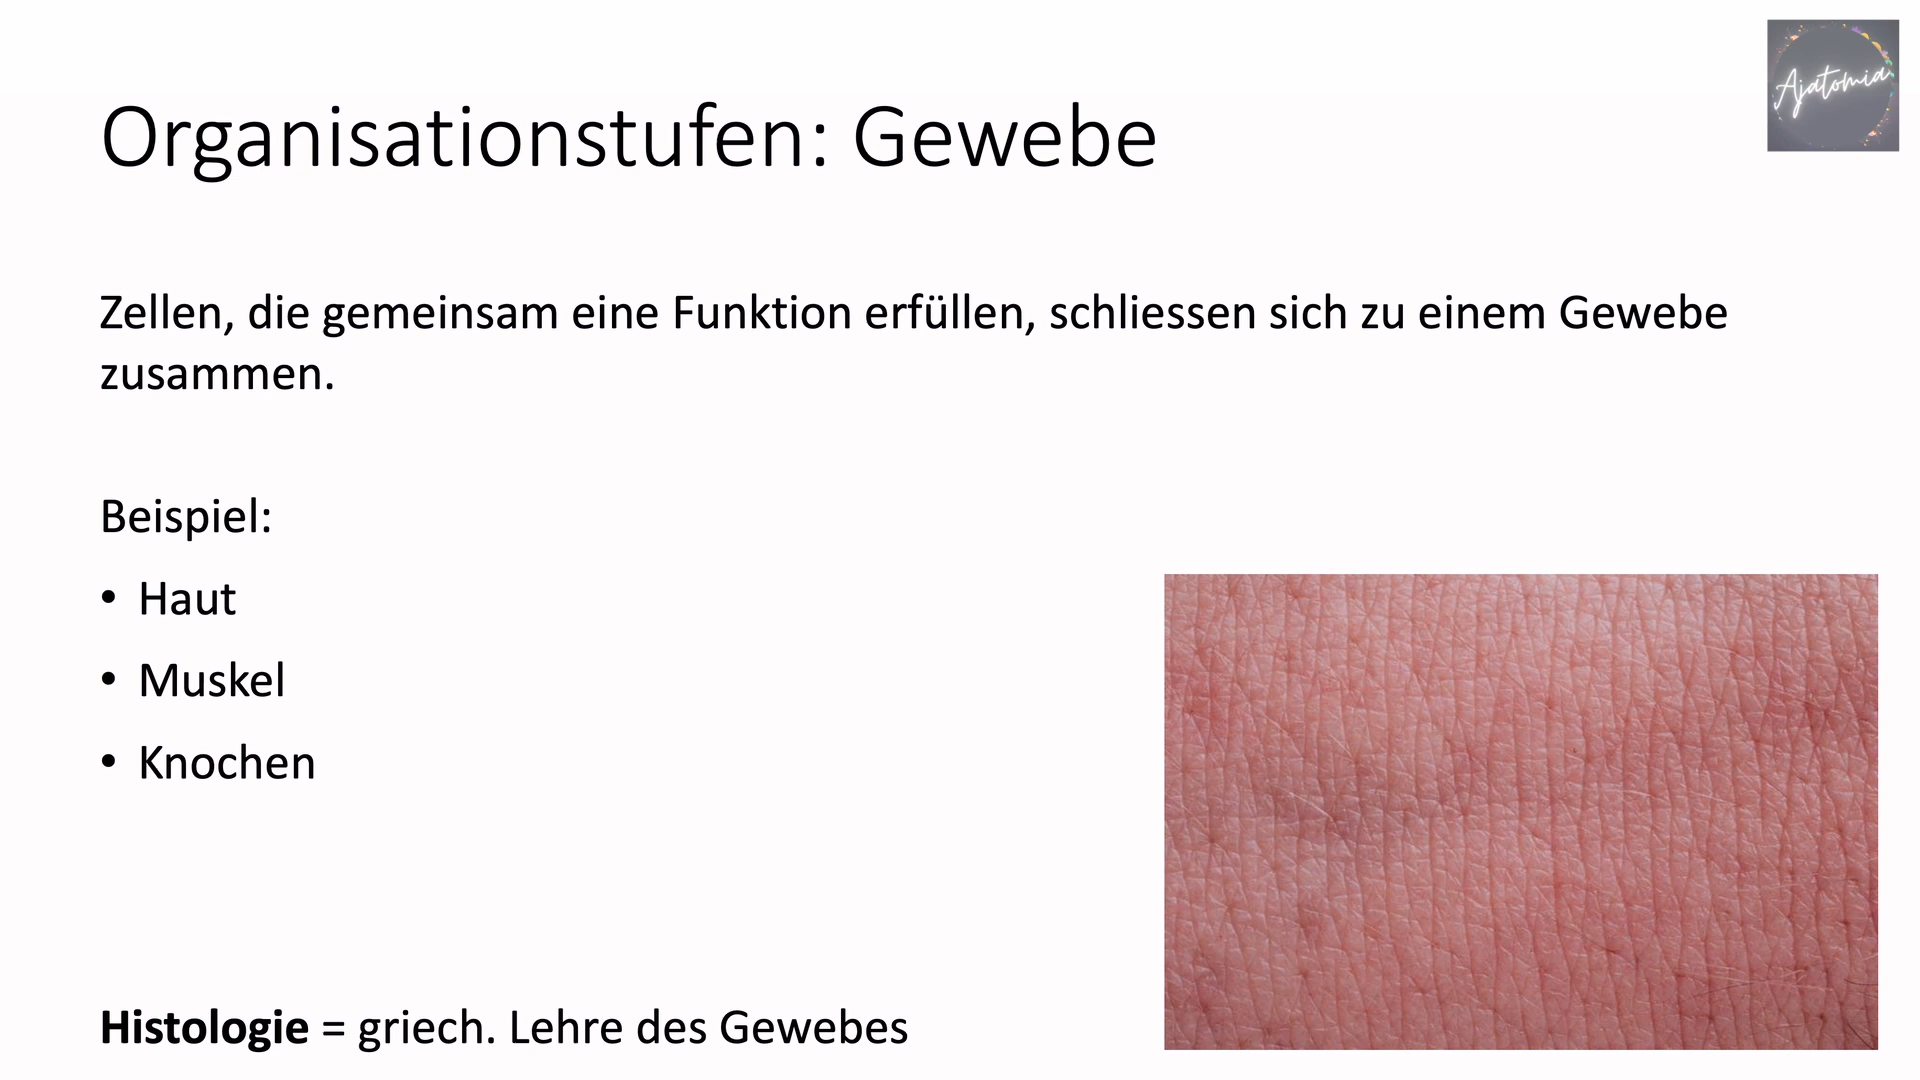 Ajatomia
Organisationstufen: Gewebe
Zellen, die gemeinsam eine Funktion erfüllen, schliessen sich zu einem Gewebe
zusammen.
Beispiel:
• Haut
• Muskel
• Knochen
Histologie = griech. Lehre des Gewebes